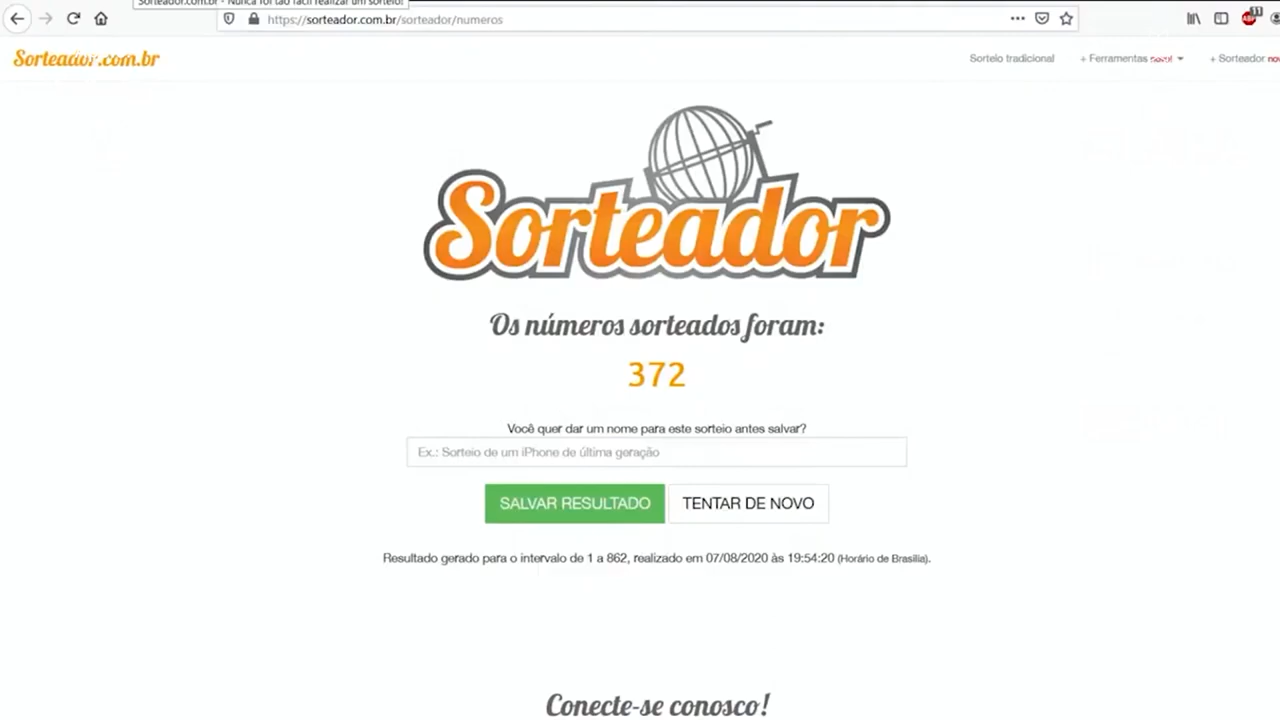 Sorteador.com.br - Nunca foi tão fácil realizar um sorteio!
https://sorteador.com.br/sorteador/numeros
11
ABP
Sorteador.com.br
Sorteio tradicional
+ Ferramentas
+ Sorteador
Sorteador
Os números sorteados foram:
372
Você quer dar um nome para este sorteio antes salvar?
Ex.: Sorteio de um iPhone de última geração
SALVAR RESULTADO
TENTAR DE NOVO
Resultado gerado para o intervalo de 1 a 862, realizado em 07/08/2020 às 19:54:20 (Horário de Brasília).
Conecte-se conosco!